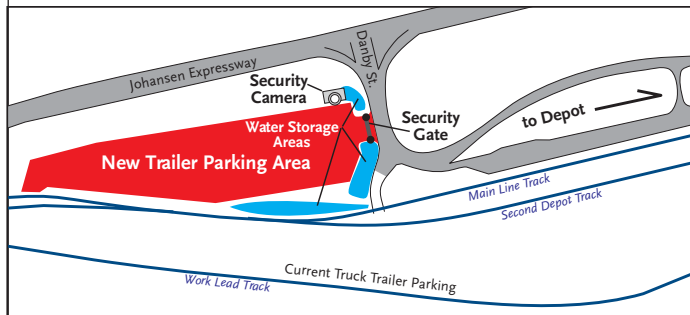 Johansen Expressway
Danby St.
Security
Camera
Security
Gate
to Depot
Water Storage
Areas
New Trailer Parking Area
Main Line Track
Second Depot Track
Current Truck Trailer Parking
Work Lead Track